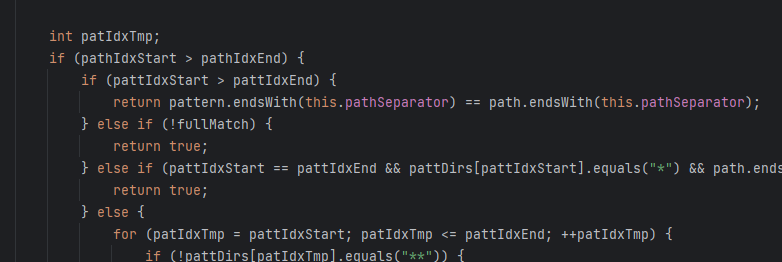 int patIdxTmp;
if (pathIdxStart > pathIdxEnd) {
if (pattIdxStart > pattIdxEnd) {
return pattern.endsWith(this.pathSeparator) == path.endsWith(this.pathSeparator);
} else if (!fullMatch) {
return true;
} else if (pattIdxStart == pattIdxEnd && pattDirs[pattIdxStart].equals("*") && path.ends
return true;
} else {
for (patIdxTmp = pattIdxStart; patIdxTmp <= pattIdxEnd; ++patIdxTmp) {
if (!pattDirs[patIdxTmp].equals("**")) {